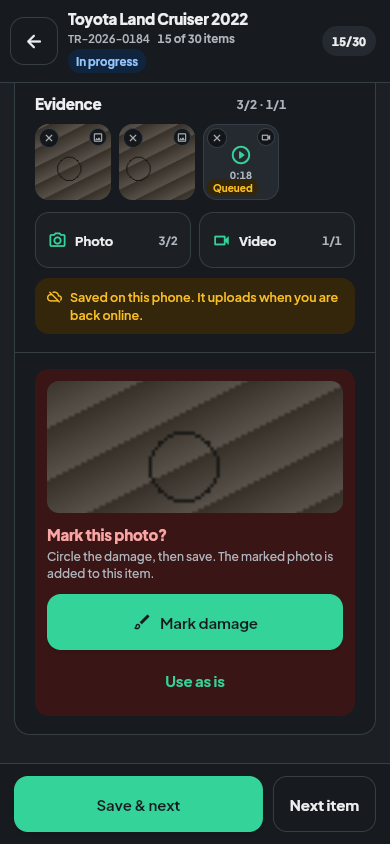 Toyota Land Cruiser 2022
TR-2026-0184 15 of 30 items
In progress
15/30
Evidence
3/2 · 1/1
0:18
Queued
Photo
3/2
Video
1/1
Saved on this phone. It uploads when you are
back online.
Mark this photo?
Circle the damage, then save. The marked photo is
added to this item.
Mark damage
Use as is
Save & next
Next item